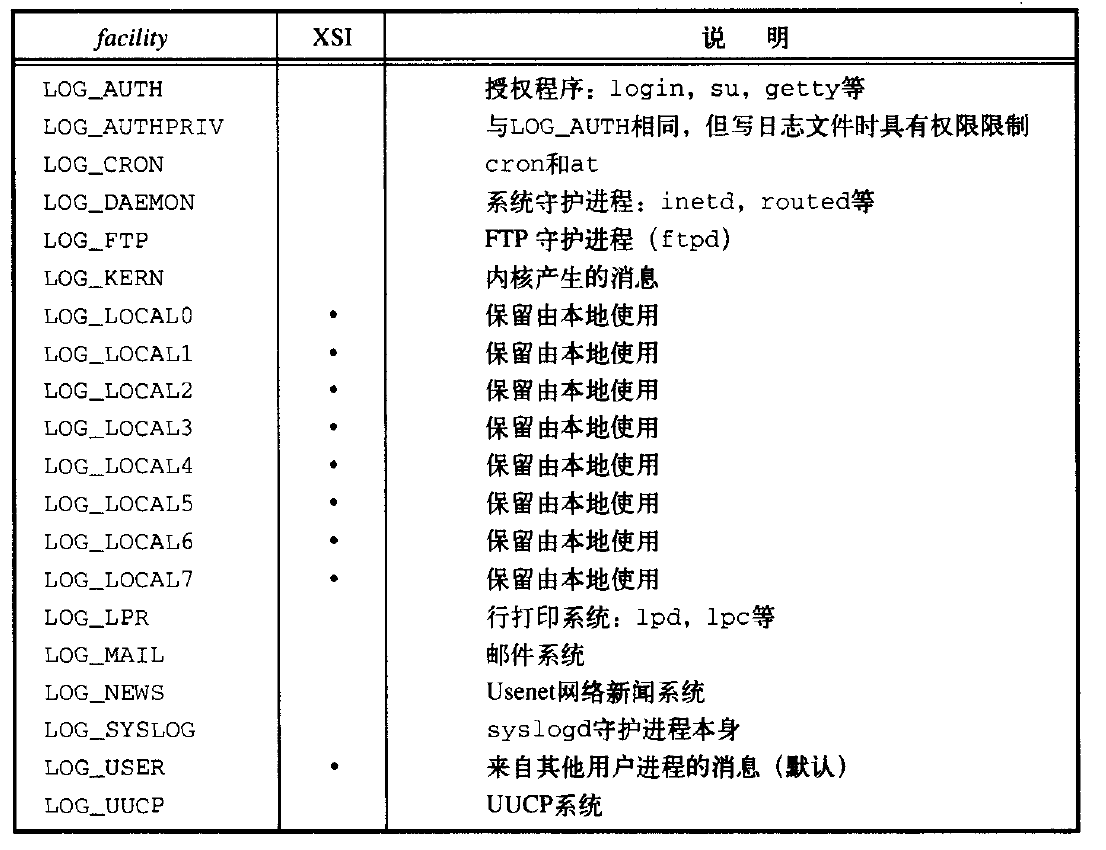 facility XSI 说 明
LOG_AUTH 授权程序：login，su，getty等
LOG_AUTHPRIV 与LOG_AUTH相同，但写日志文件时具有权限限制
LOG_CRON cron和at
LOG_DAEMON 系统守护进程：inetd，routed等
LOG_FTP FTP 守护进程（ftpd）
LOG_KERN 内核产生的消息
LOG_LOCAL0 • 保留由本地使用
LOG_LOCAL1 • 保留由本地使用
LOG_LOCAL2 • 保留由本地使用
LOG_LOCAL3 • 保留由本地使用
LOG_LOCAL4 • 保留由本地使用
LOG_LOCAL5 • 保留由本地使用
LOG_LOCAL6 • 保留由本地使用
LOG_LOCAL7 • 保留由本地使用
LOG_LPR 行打印系统：lpd，lpc等
LOG_MAIL 邮件系统
LOG_NEWS Usenet网络新闻系统
LOG_SYSLOG syslogd守护进程本身
LOG_USER • 来自其他用户进程的消息（默认）
LOG_UUCP UUCP系统